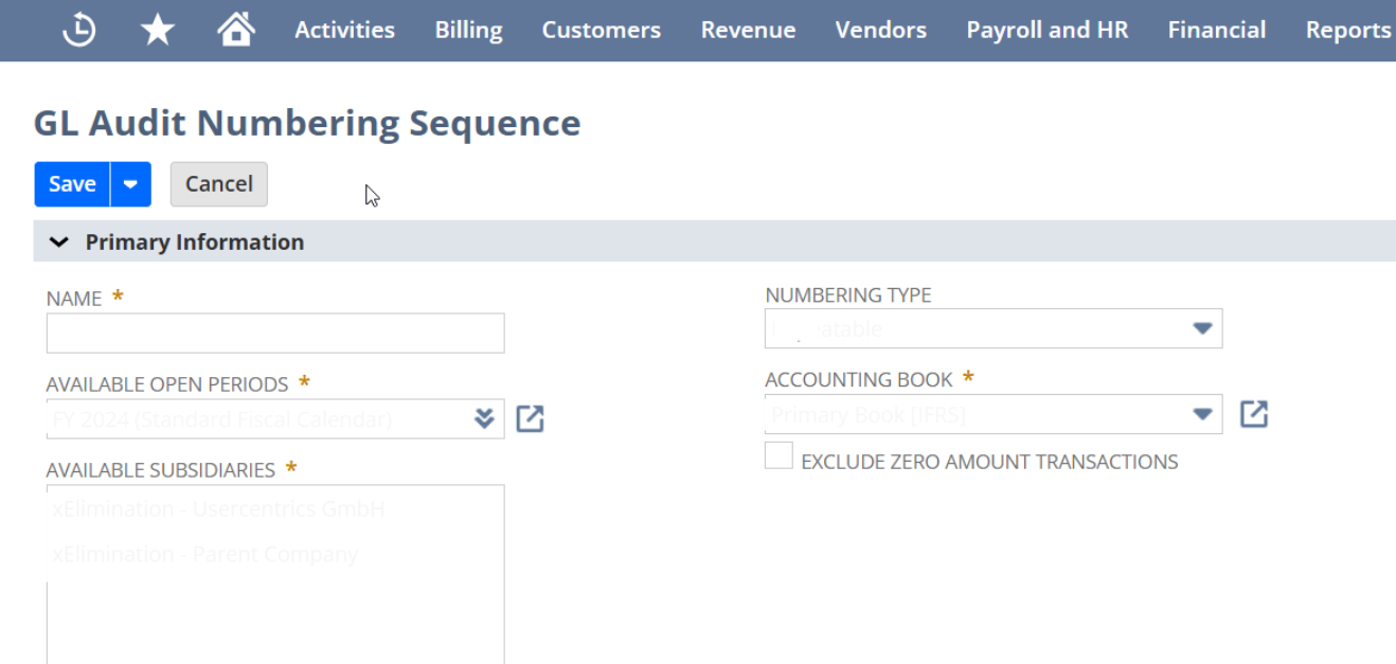 Activities Billing Customers Revenue Vendors Payroll and HR Financial Reports
GL Audit Numbering Sequence
Save Cancel
Primary Information
NAME *
NUMBERING TYPE
AVAILABLE OPEN PERIODS *
FY 2024 (Standard Fiscal Calendar)
ACCOUNTING BOOK *
Primary Book [IFRS]
EXCLUDE ZERO AMOUNT TRANSACTIONS
AVAILABLE SUBSIDIARIES *
xElimination - Usercentrics GmbH
xElimination - Parent Company